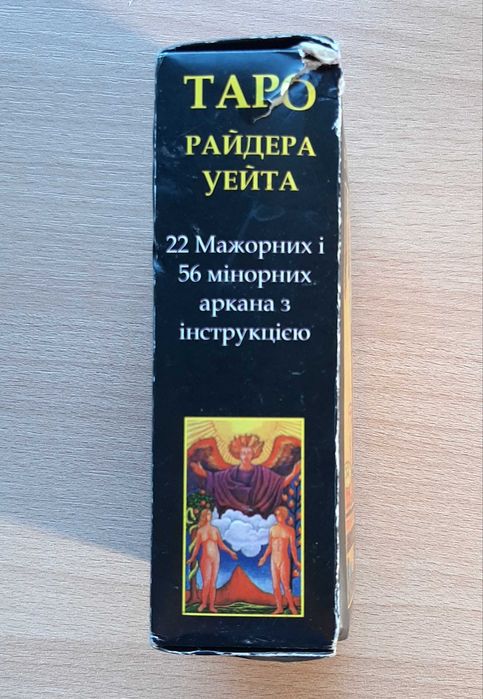 ТАРО
РАЙДЕРА
УЕЙТА
22 Мажорних і
56 мінорних
аркана з
інструкцією